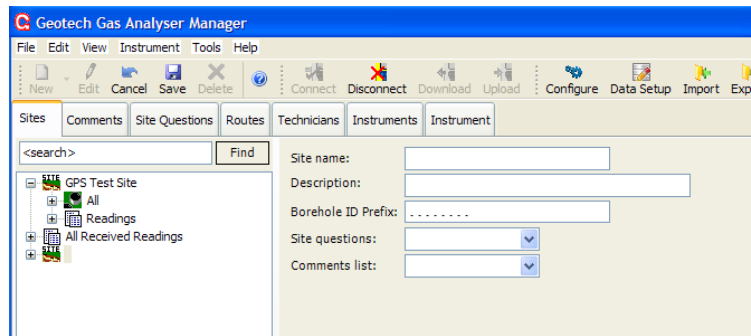 Geotech Gas Analyser Manager
File Edit View Instrument Tools Help
New Edit Cancel Save Delete Connect Disconnect Download Upload Configure Data Setup Import Exp
Sites Comments Site Questions Routes Technicians Instruments Instrument
<search> Find
Site name:
SITE GPS Test Site
Description:
All
Readings
Borehole ID Prefix: . . . . . . . .
All Received Readings
Site questions:
SITE
Comments list: